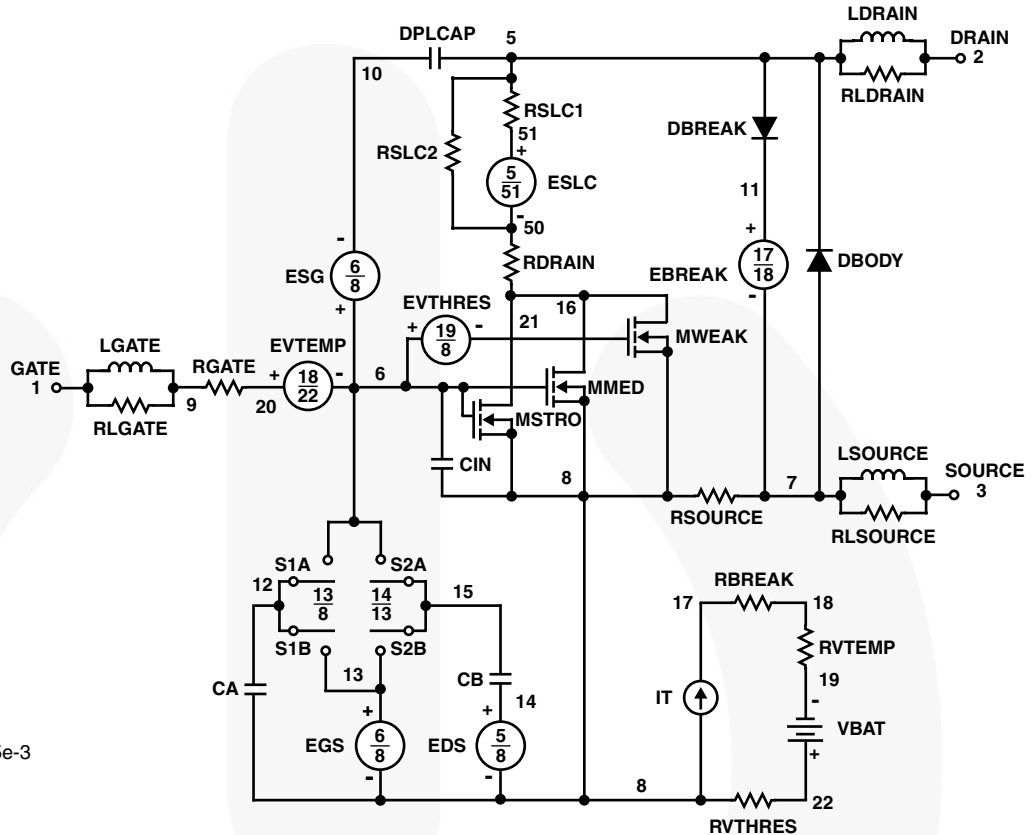 LDRAIN
DPLCAP
5
DRAIN
2
10
RLDRAIN
RSLC1
51
DBREAK
RSLC2
+
5
51
ESLC
11
-
50
-
+
RDRAIN
17
18
DBODY
ESG
6
8
EBREAK
-
+
EVTHRES
16
+
19
8
-
21
MWEAK
LGATE
EVTEMP
GATE
1
RGATE
+
18
22
-
6
MMED
9
20
RLGATE
MSTRO
LSOURCE
CIN
8
7
SOURCE
3
RSOURCE
RLSOURCE
S1A
S2A
12
13
8
14
13
15
RBREAK
17
18
S1B
S2B
RVTEMP
13
CB
19
CA
14
IT
-
VBAT
+
+
EGS
6
8
EDS
5
8
+
5e-3
-
-
8
22
RVTHRES